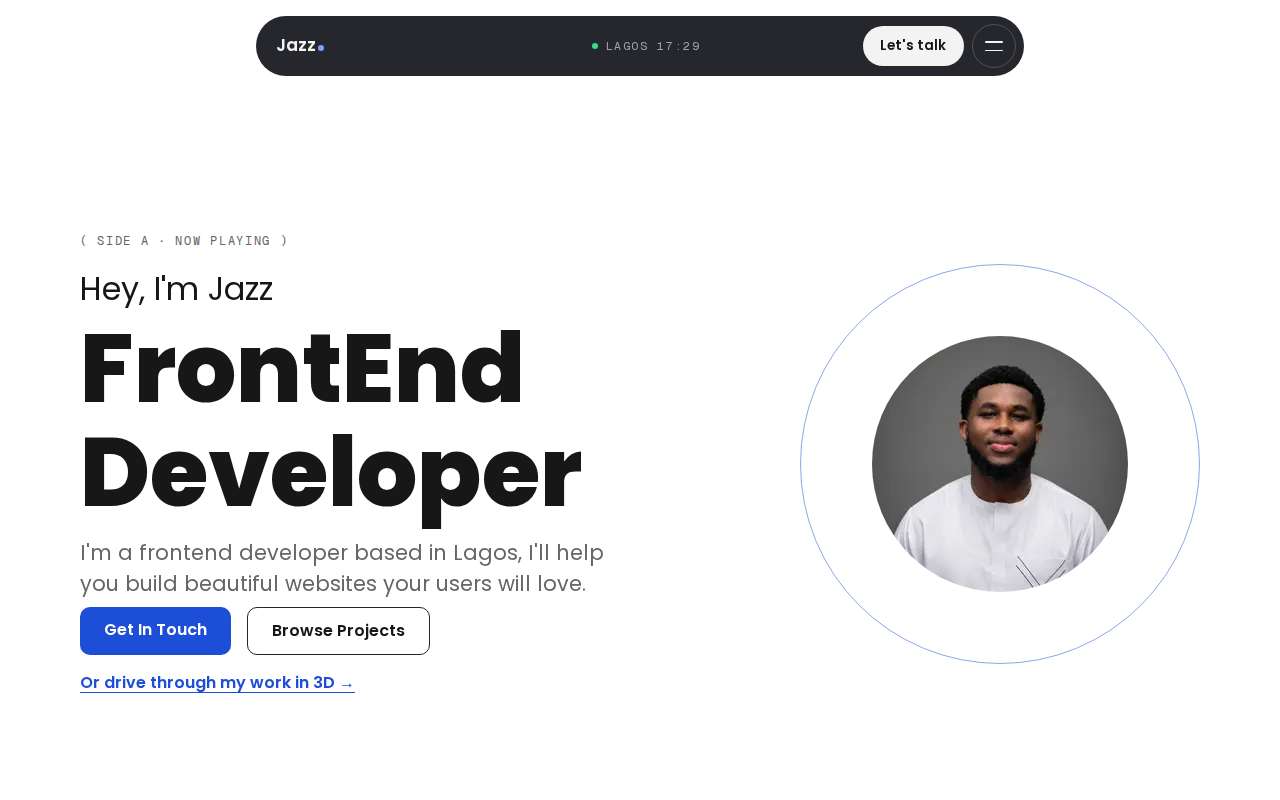 Jazz
LAGOS 17:29
Let's talk
( SIDE A · NOW PLAYING )
Hey, I'm Jazz
FrontEnd
Developer
I'm a frontend developer based in Lagos, I'll help
you build beautiful websites your users will love.
Get In Touch
Browse Projects
Or drive through my work in 3D →